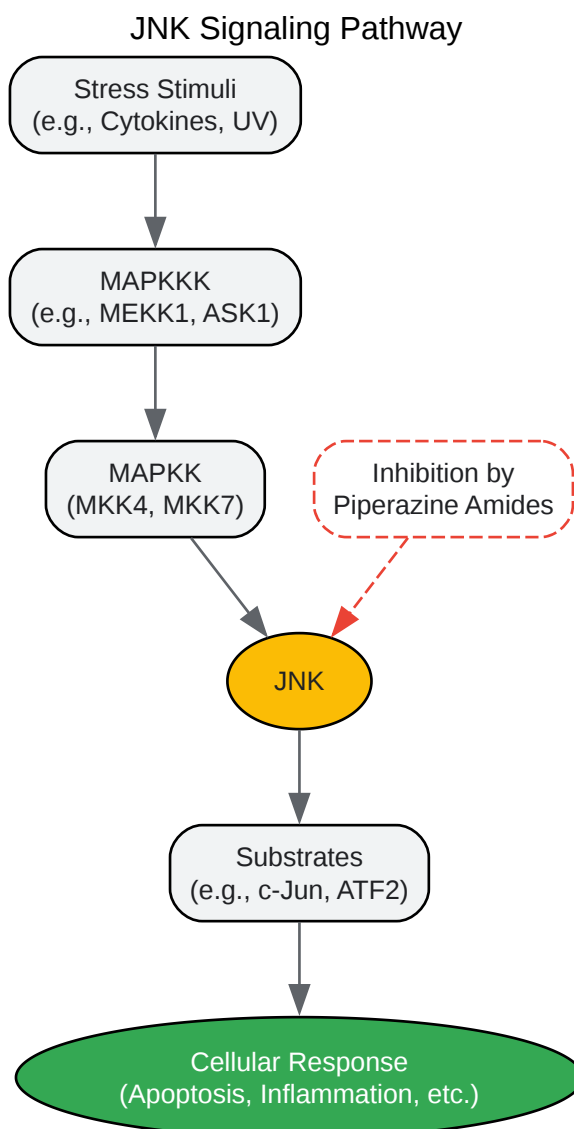 JNK Signaling Pathway
Stress Stimuli
(e.g., Cytokines, UV)
MAPKKK
(e.g., MEKK1, ASK1)
MAPKK
(MKK4, MKK7)
Inhibition by
Piperazine Amides
JNK
Substrates
(e.g., c-Jun, ATF2)
Cellular Response
(Apoptosis, Inflammation, etc.)